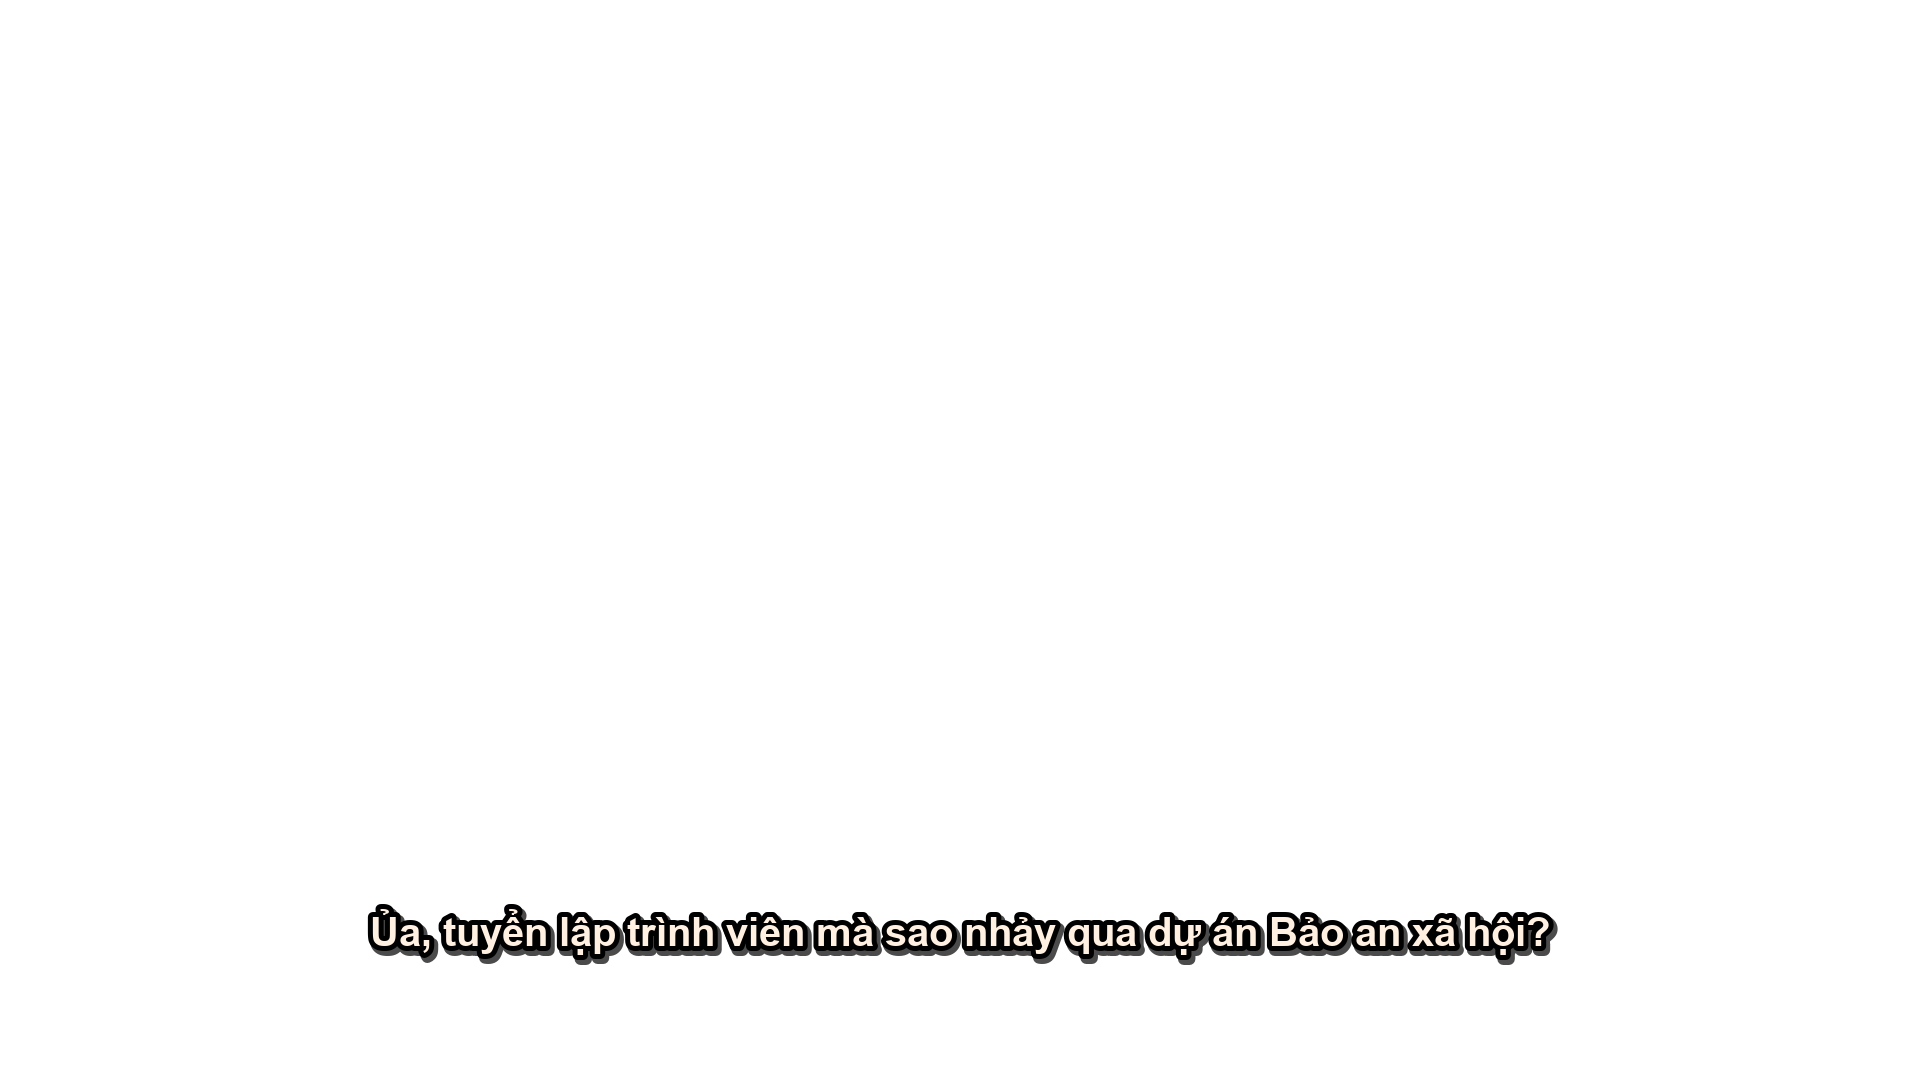 Ủa, tuyển lập trình viên mà sao nhảy qua dự án Bảo an xã hội?